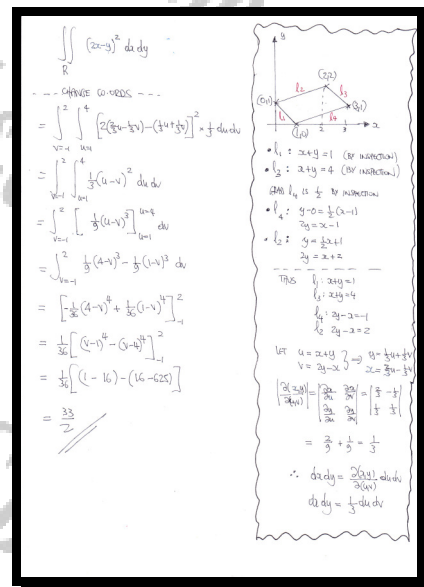 ∬_R (2x-y)² dx dy
--- CHANGE CO-ORDS ---
= ∫_{v=-1}^{2} ∫_{u=1}^{4} [2(⅔u-⅓v)-(⅓u+⅓v)]² × ⅓ du dv
= ∫_{v=-1}^{2} ∫_{u=1}^{4} ⅓(u-v)² du dv
= ∫_{v=-1}^{2} [ 1/9 (u-v)³ ]_{u=1}^{u=4} dv
= ∫_{v=-1}^{2} 1/9 (4-v)³ - 1/9 (1-v)³ dv
= [ -1/36 (4-v)⁴ + 1/36 (1-v)⁴ ]_{-1}^{2}
= 1/36 [ (v-1)⁴ - (v-4)⁴ ]_{-1}^{2}
= 1/36 [ (1-16) - (16-625) ]
= 33/2
y
(2,2)
l₂
l₃
(0,1)
(3,1)
l₁
l₄
(1,0)
2
3
x
• l₁ : x+y=1 (BY INSPECTION)
• l₃ : x+y=4 (BY INSPECTION)
GRAD l₄ IS ½ BY INSPECTION
• l₄ : y-0=½(x-1)
2y=x-1
• l₂ : y=½x+1
2y=x+2
THUS l₁: x+y=1
l₃: x+y=4
l₄: 2y-x=-1
l₂ 2y-x=2
LET u=x+y
v=2y-x } ⇒ y=⅓u+⅓v
x=⅔u-⅓v
|∂(x,y)/∂(u,v)| = |∂x/∂u ∂x/∂v; ∂y/∂u ∂y/∂v| = |⅔ -⅓; ⅓ ⅓|
= 2/9 + 1/9 = 1/3
∴ dx dy = ∂(x,y)/∂(u,v) du dv
dx dy = ⅓ du dv